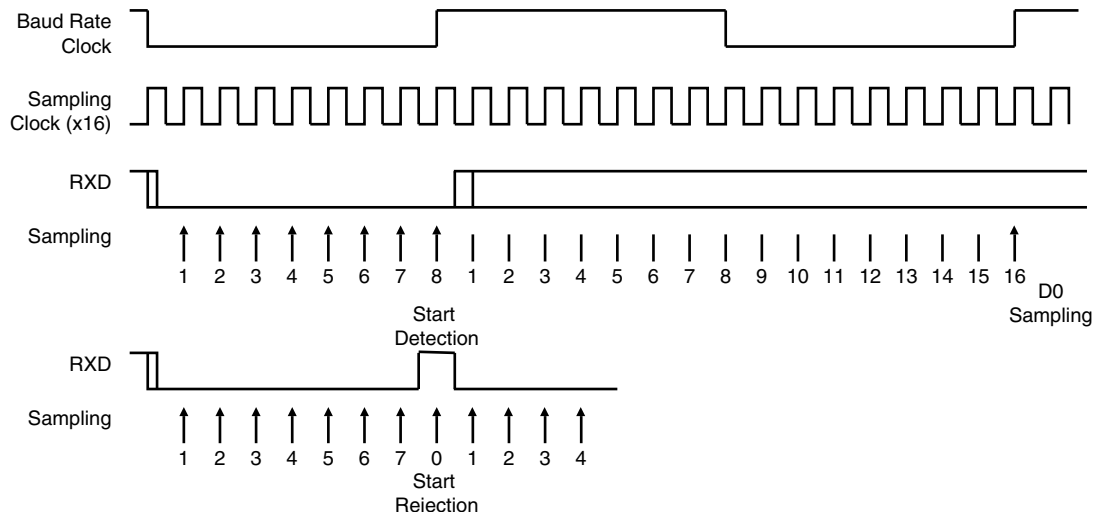 Baud Rate
Clock
Sampling
Clock (x16)
RXD
Sampling
1 2 3 4 5 6 7 8 1 2 3 4 5 6 7 8 9 10 11 12 13 14 15 16
D0
Sampling
Start
Detection
RXD
Sampling
1 2 3 4 5 6 7 0 1 2 3 4
Start
Rejection